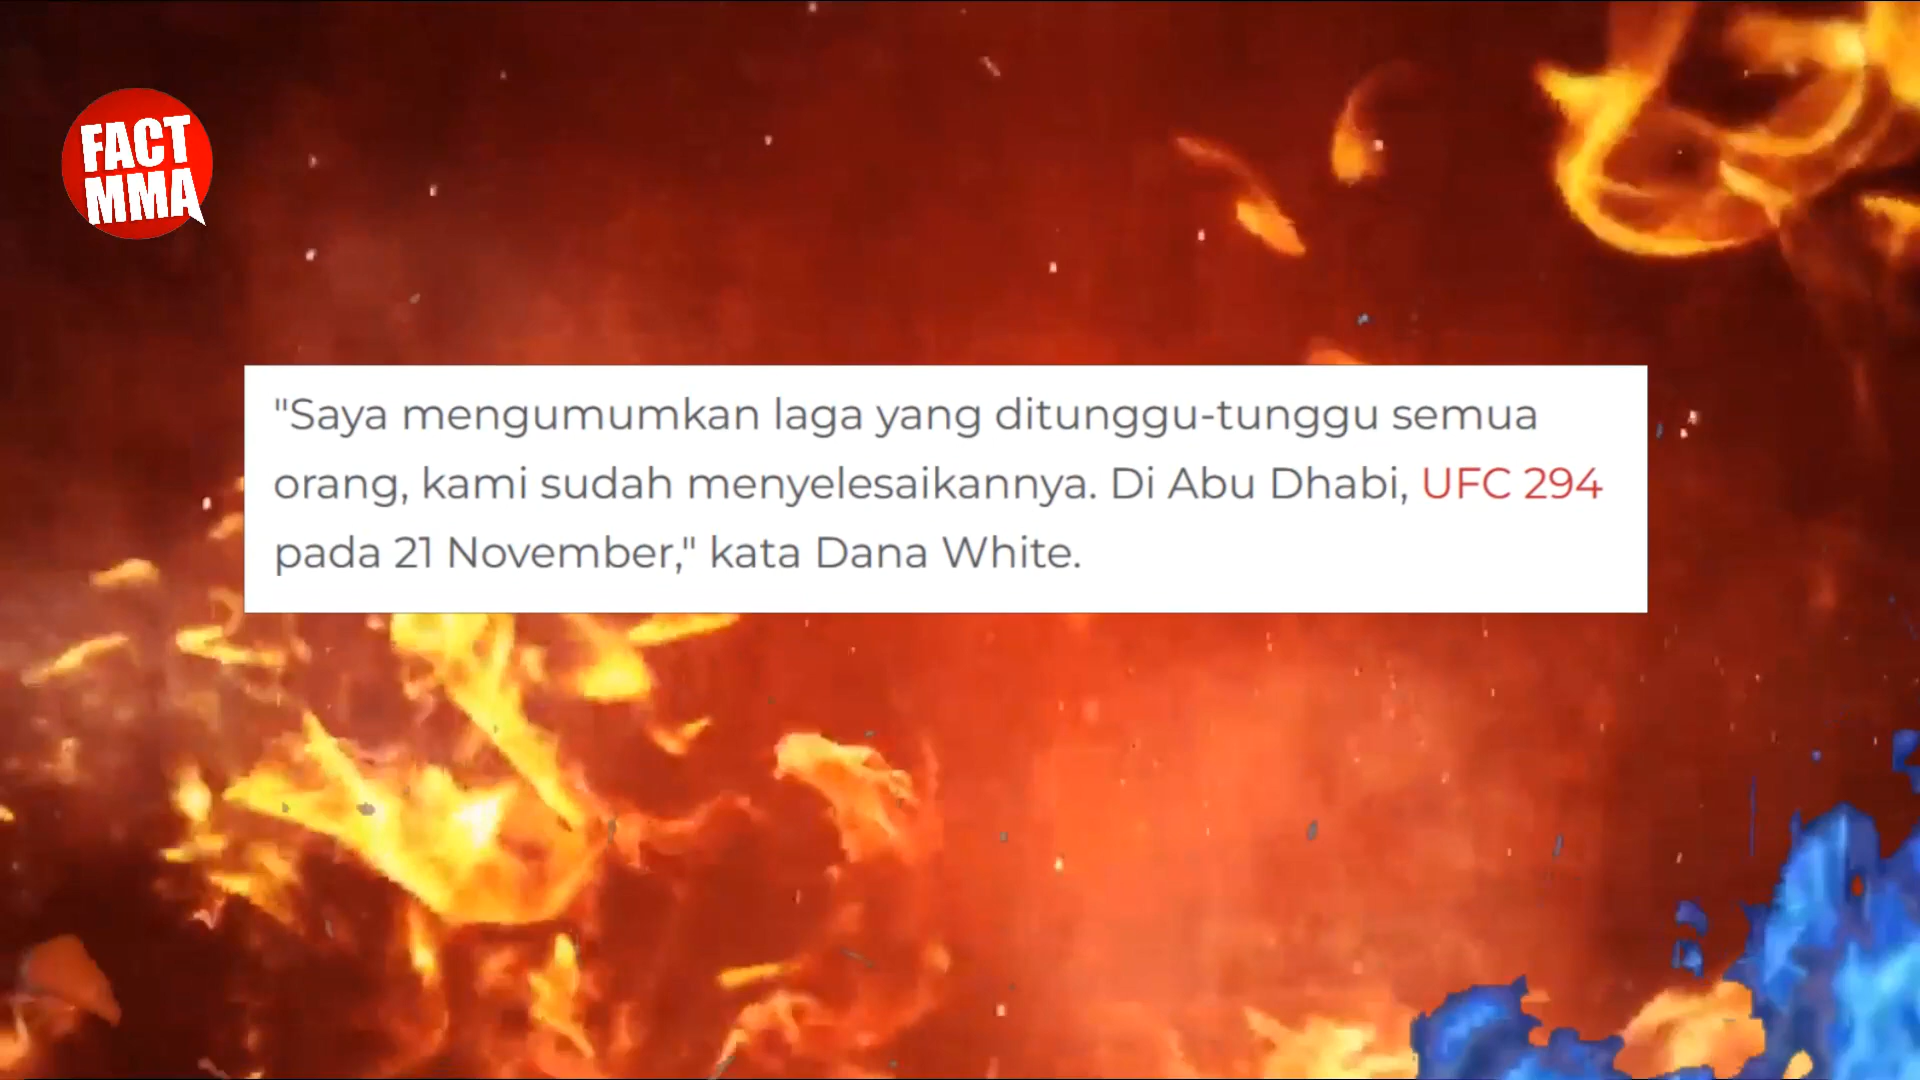 FACT
MMA
"Saya mengumumkan laga yang ditunggu-tunggu semua
orang, kami sudah menyelesaikannya. Di Abu Dhabi, UFC 294
pada 21 November," kata Dana White.